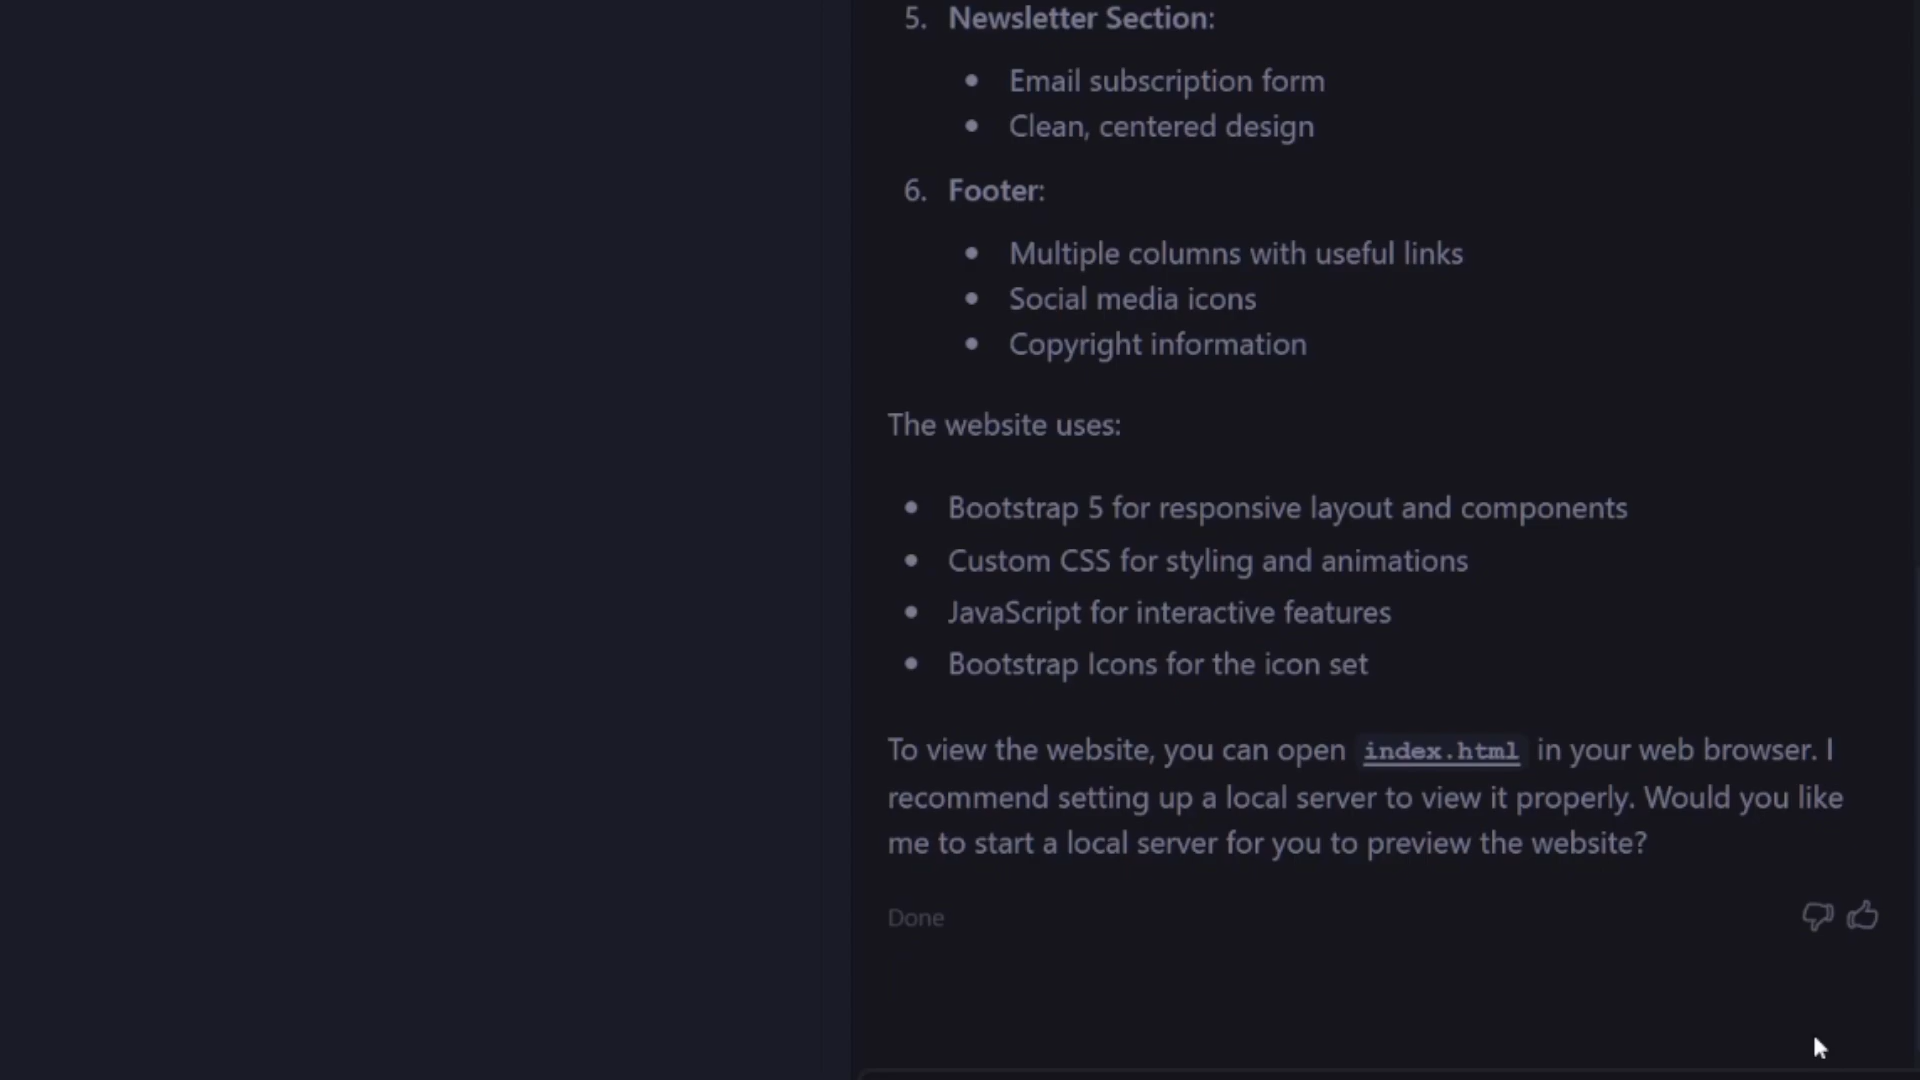 5. Newsletter Section:
• Email subscription form
• Clean, centered design
6. Footer:
• Multiple columns with useful links
• Social media icons
• Copyright information
The website uses:
• Bootstrap 5 for responsive layout and components
• Custom CSS for styling and animations
• JavaScript for interactive features
• Bootstrap Icons for the icon set
To view the website, you can open index.html in your web browser. I
recommend setting up a local server to view it properly. Would you like
me to start a local server for you to preview the website?
Done